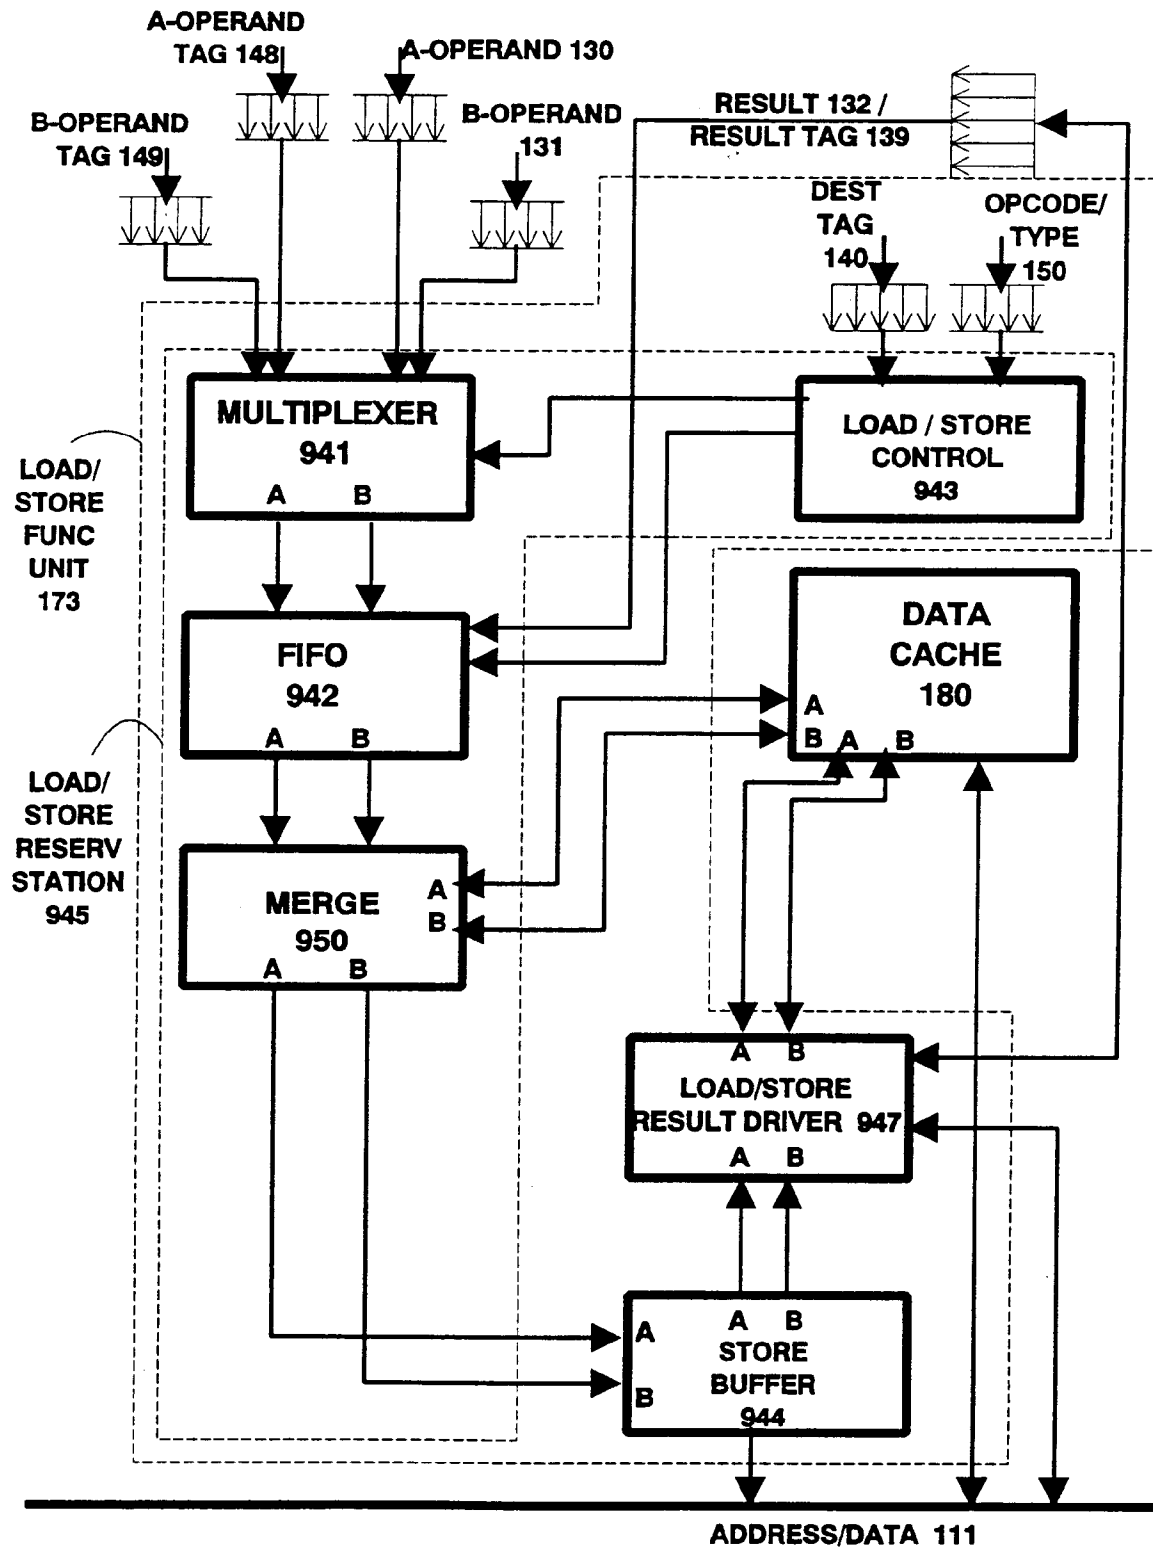 A-OPERAND
TAG 148
A-OPERAND 130
B-OPERAND
TAG 149
B-OPERAND
131
RESULT 132 /
RESULT TAG 139
DEST
TAG
140
OPCODE/
TYPE
150
MULTIPLEXER
941
A B
LOAD / STORE
CONTROL
943
LOAD/
STORE
FUNC
UNIT
173
FIFO
942
A B
DATA
CACHE
180
A
B A B
LOAD/
STORE
RESERV
STATION
945
MERGE
950
A
B
A B
A B
LOAD/STORE
RESULT DRIVER 947
A B
A B
STORE
BUFFER
944
A
B
ADDRESS/DATA 111